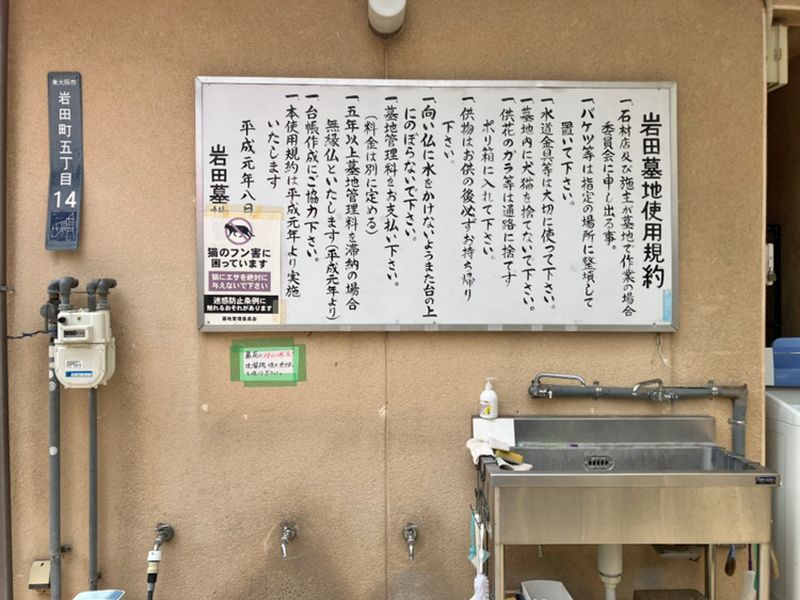 岩田墓地使用規約
一、石材店及び施主が墓地で作業の場合
委員会に申し出る事。
一、バケツ等は指定の場所に整頓して
置いて下さい。
一、水道金具等は大切に使って下さい。
一、墓地内に犬猫を捨てないで下さい。
一、供花のガラ等は通路に捨てず
ポリ箱に入れて下さい。
一、供物はお供の後必ずお持ち帰り
下さい。
一、向い仏に水をかけないようまた台の上
にのぼらないで下さい。
一、墓地管理料をお支払い下さい。
(料金は別に定める)
一、五年以上墓地管理料を滞納の場合
無縁仏といたします(平成元年より)
一、台帳作成にご協力下さい。
一、本使用規約は平成元年より実施
いたします
平成元年八月
岩田墓地
猫のフン害に
困っています
猫にエサを絶対に
与えないで下さい
迷惑防止条例に
触れるおそれがあります
墓地管理委員会
東大阪市
岩田町五丁目
14